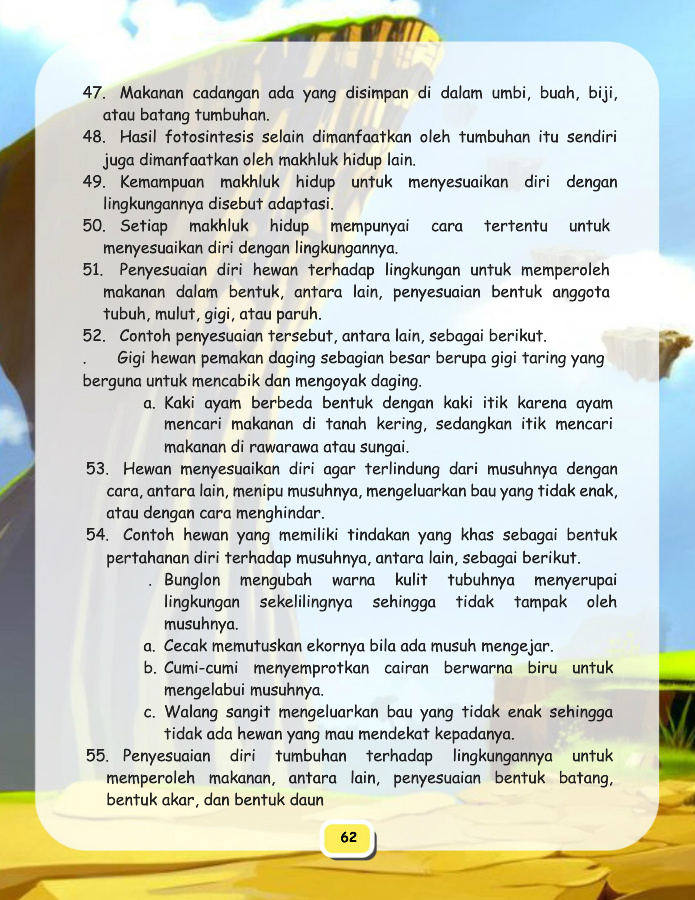 47. Makanan cadangan ada yang disimpan di dalam umbi, buah, biji,
atau batang tumbuhan.
48. Hasil fotosintesis selain dimanfaatkan oleh tumbuhan itu sendiri
juga dimanfaatkan oleh makhluk hidup lain.
49. Kemampuan makhluk hidup untuk menyesuaikan diri dengan
lingkungannya disebut adaptasi.
50. Setiap makhluk hidup mempunyai cara tertentu untuk
menyesuaikan diri dengan lingkungannya.
51. Penyesuaian diri hewan terhadap lingkungan untuk memperoleh
makanan dalam bentuk, antara lain, penyesuaian bentuk anggota
tubuh, mulut, gigi, atau paruh.
52. Contoh penyesuaian tersebut, antara lain, sebagai berikut.
. Gigi hewan pemakan daging sebagian besar berupa gigi taring yang
berguna untuk mencabik dan mengoyak daging.
a. Kaki ayam berbeda bentuk dengan kaki itik karena ayam
mencari makanan di tanah kering, sedangkan itik mencari
makanan di rawarawa atau sungai.
53. Hewan menyesuaikan diri agar terlindung dari musuhnya dengan
cara, antara lain, menipu musuhnya, mengeluarkan bau yang tidak enak,
atau dengan cara menghindar.
54. Contoh hewan yang memiliki tindakan yang khas sebagai bentuk
pertahanan diri terhadap musuhnya, antara lain, sebagai berikut.
. Bunglon mengubah warna kulit tubuhnya menyerupai
lingkungan sekelilingnya sehingga tidak tampak oleh
musuhnya.
a. Cecak memutuskan ekornya bila ada musuh mengejar.
b. Cumi-cumi menyemprotkan cairan berwarna biru untuk
mengelabui musuhnya.
c. Walang sangit mengeluarkan bau yang tidak enak sehingga
tidak ada hewan yang mau mendekat kepadanya.
55. Penyesuaian diri tumbuhan terhadap lingkungannya untuk
memperoleh makanan, antara lain, penyesuaian bentuk batang,
bentuk akar, dan bentuk daun
62